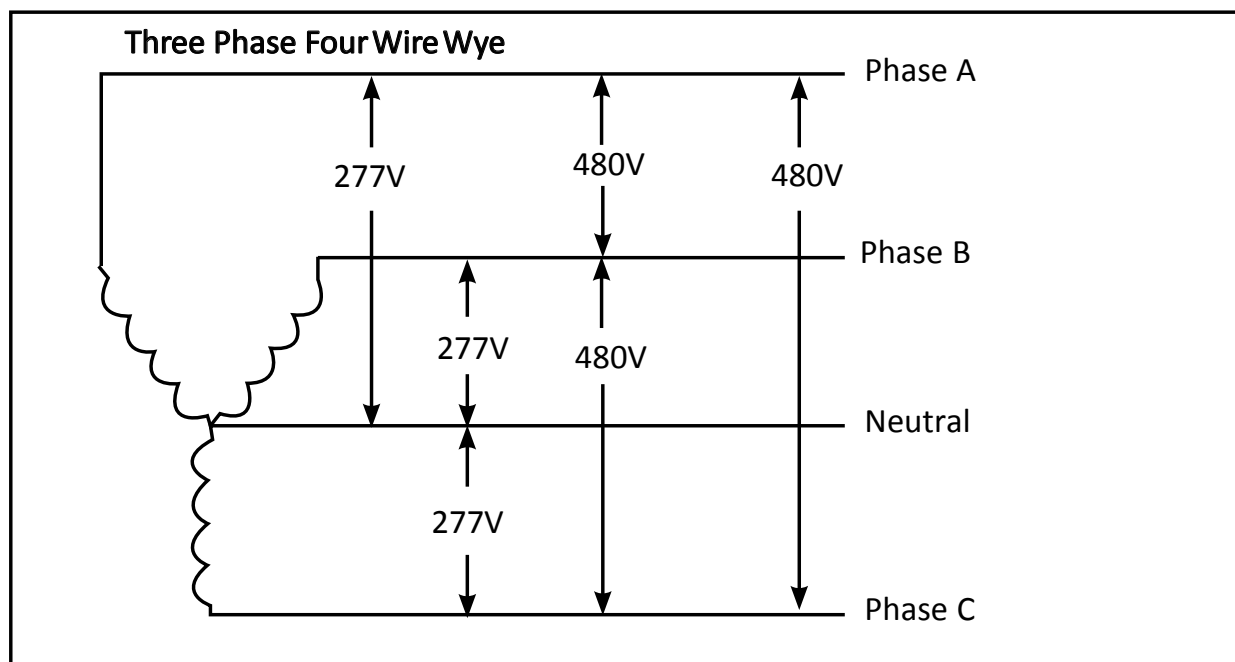 Three Phase Four Wire Wye
Phase A
277V
480V
480V
Phase B
277V
480V
Neutral
277V
Phase C